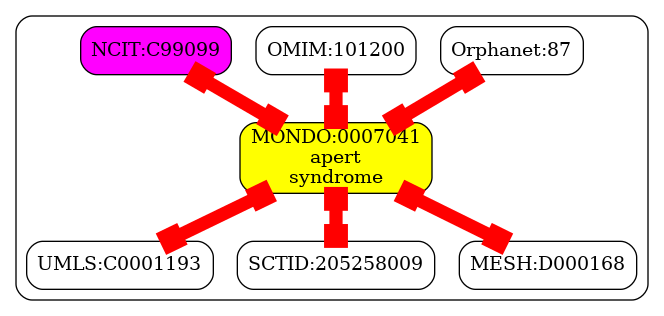 NCIT:C99099
OMIM:101200
Orphanet:87
MONDO:0007041
apert
syndrome
UMLS:C0001193
SCTID:205258009
MESH:D000168